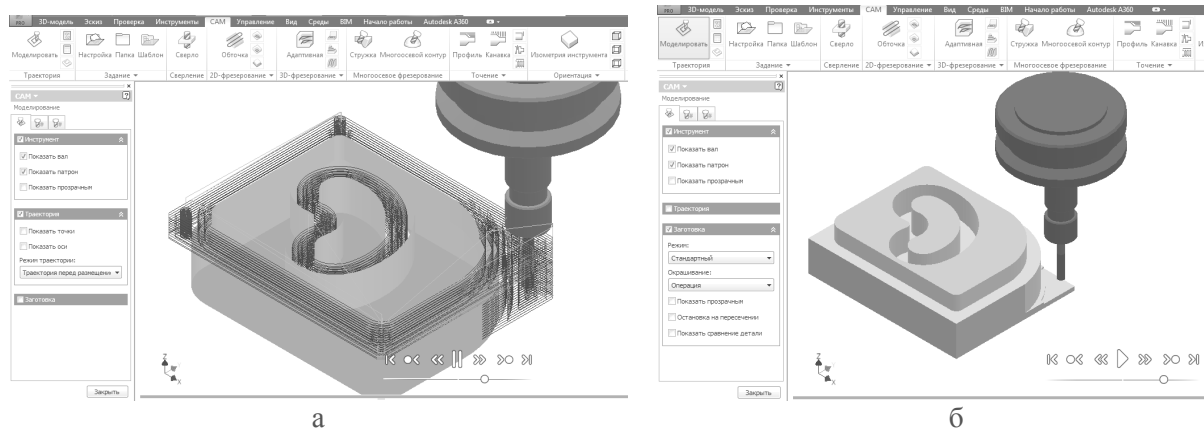 PRO 3D-модель Эскиз Проверка Инструменты CAM Управление Вид Среды BIM Начало работы Autodesk A360
Моделировать Настройка Папка Шаблон Сверло Обточка Адаптивная Стружка Многоосевой контур Профиль Канавка Изометрия инструмента
Траектория Задание Сверление 2D-фрезерование 3D-фрезерование Многоосевое фрезерование Точение Ориентация
CAM
Моделирование
Инструмент
Показать вал
Показать патрон
Показать прозрачным
Траектория
Показать точки
Показать оси
Режим траектории:
Траектория перед размещени
Заготовка
Z
X
Закрыть
а
PRO 3D-модель Эскиз Проверка Инструменты CAM Управление Вид Среды BIM Начало работы Autodesk A360
Моделировать Настройка Папка Шаблон Сверло Обточка Адаптивная Стружка Многоосевой контур Профиль Канавка
Траектория Задание Сверление 2D-фрезерование 3D-фрезерование Многоосевое фрезерование Точение
CAM
Моделирование
Инструмент
Показать вал
Показать патрон
Показать прозрачным
Траектория
Заготовка
Режим:
Стандартный
Окрашивание:
Операция
Показать прозрачным
Остановка на пересечении
Показать сравнение детали
Z
X
Закрыть
б